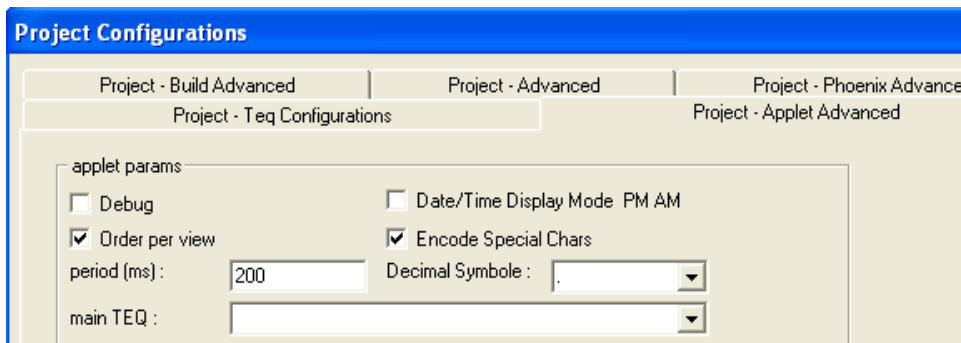 Project Configurations
Project - Build Advanced Project - Advanced Project - Phoenix Advance
Project - Teq Configurations Project - Applet Advanced
applet params
Debug Date/Time Display Mode PM AM
Order per view Encode Special Chars
period (ms) : 200 Decimal Symbole : .
main TEQ :